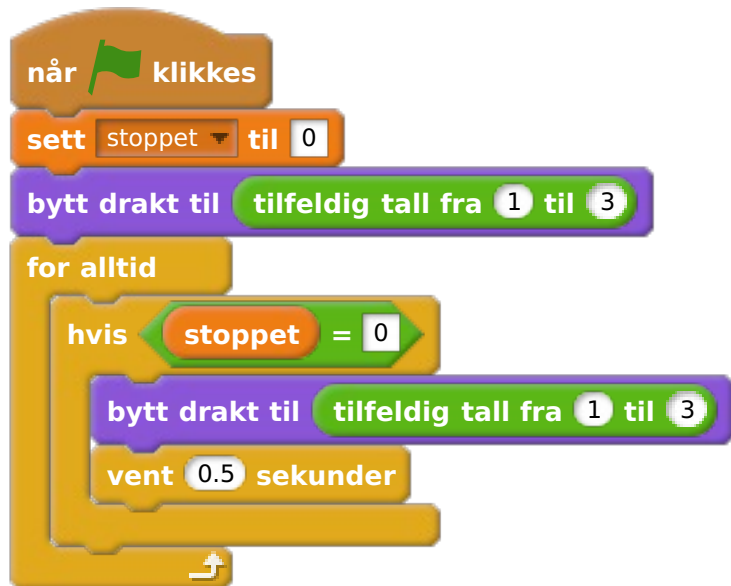 når klikkes
sett stoppet til 0
bytt drakt til tilfeldig tall fra 1 til 3
for alltid
hvis stoppet = 0
bytt drakt til tilfeldig tall fra 1 til 3
vent 0.5 sekunder